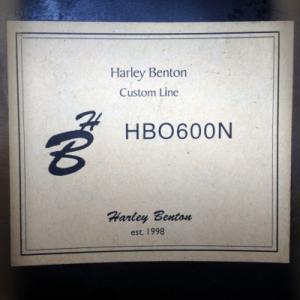 Harley Benton
Custom Line
HB
HBO600N
Harley Benton
est. 1998